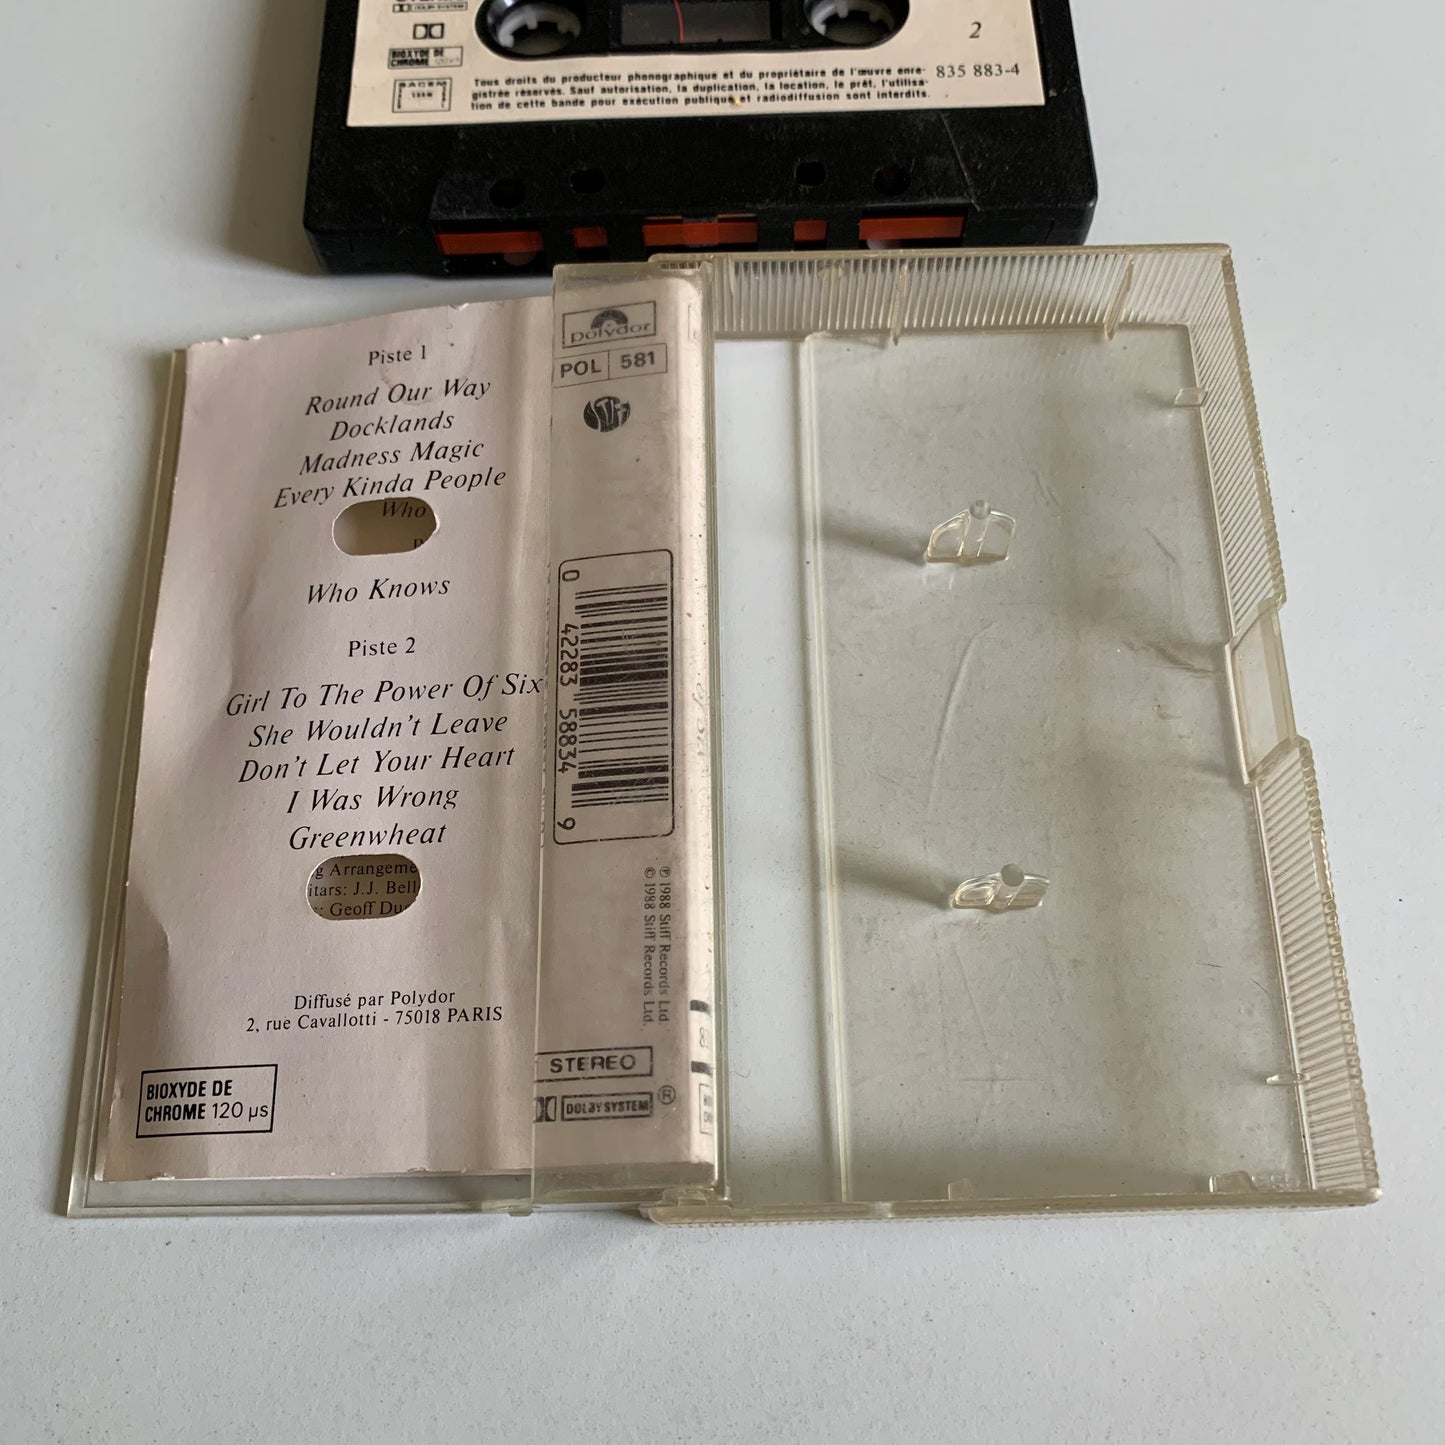 2
BIOXYDE DE
CHROME 120 µs
SACEM
Tous droits du producteur phonographique et du propriétaire de l'œuvre enre-
gistrée réservés. Sauf autorisation, la duplication, la location, le prêt, l'utilisa-
tion de cette bande pour exécution publique et radiodiffusion sont interdits.
835 883-4
Piste 1
Round Our Way
Docklands
Madness Magic
Every Kinda People
Who
Who Knows
Piste 2
Girl To The Power Of Six
She Wouldn't Leave
Don't Let Your Heart
I Was Wrong
Greenwheat
g Arrangeme
itars: J.J. Bell
: Geoff Du
Diffusé par Polydor
2, rue Cavallotti - 75018 PARIS
BIOXYDE DE
CHROME 120 µs
Polydor
POL 581
STIFF
0 42283 58834 9
℗ 1988 Stiff Records Ltd.
© 1988 Stiff Records Ltd.
STEREO
DOLBY SYSTEM ®